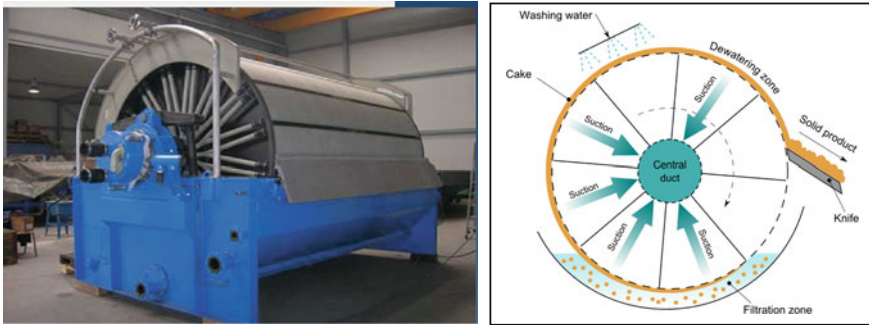 Washing water
Dewatering zone
Cake
Suction
Suction
Solid product
Central
duct
Suction
Knife
Suction
Suction
Filtration zone